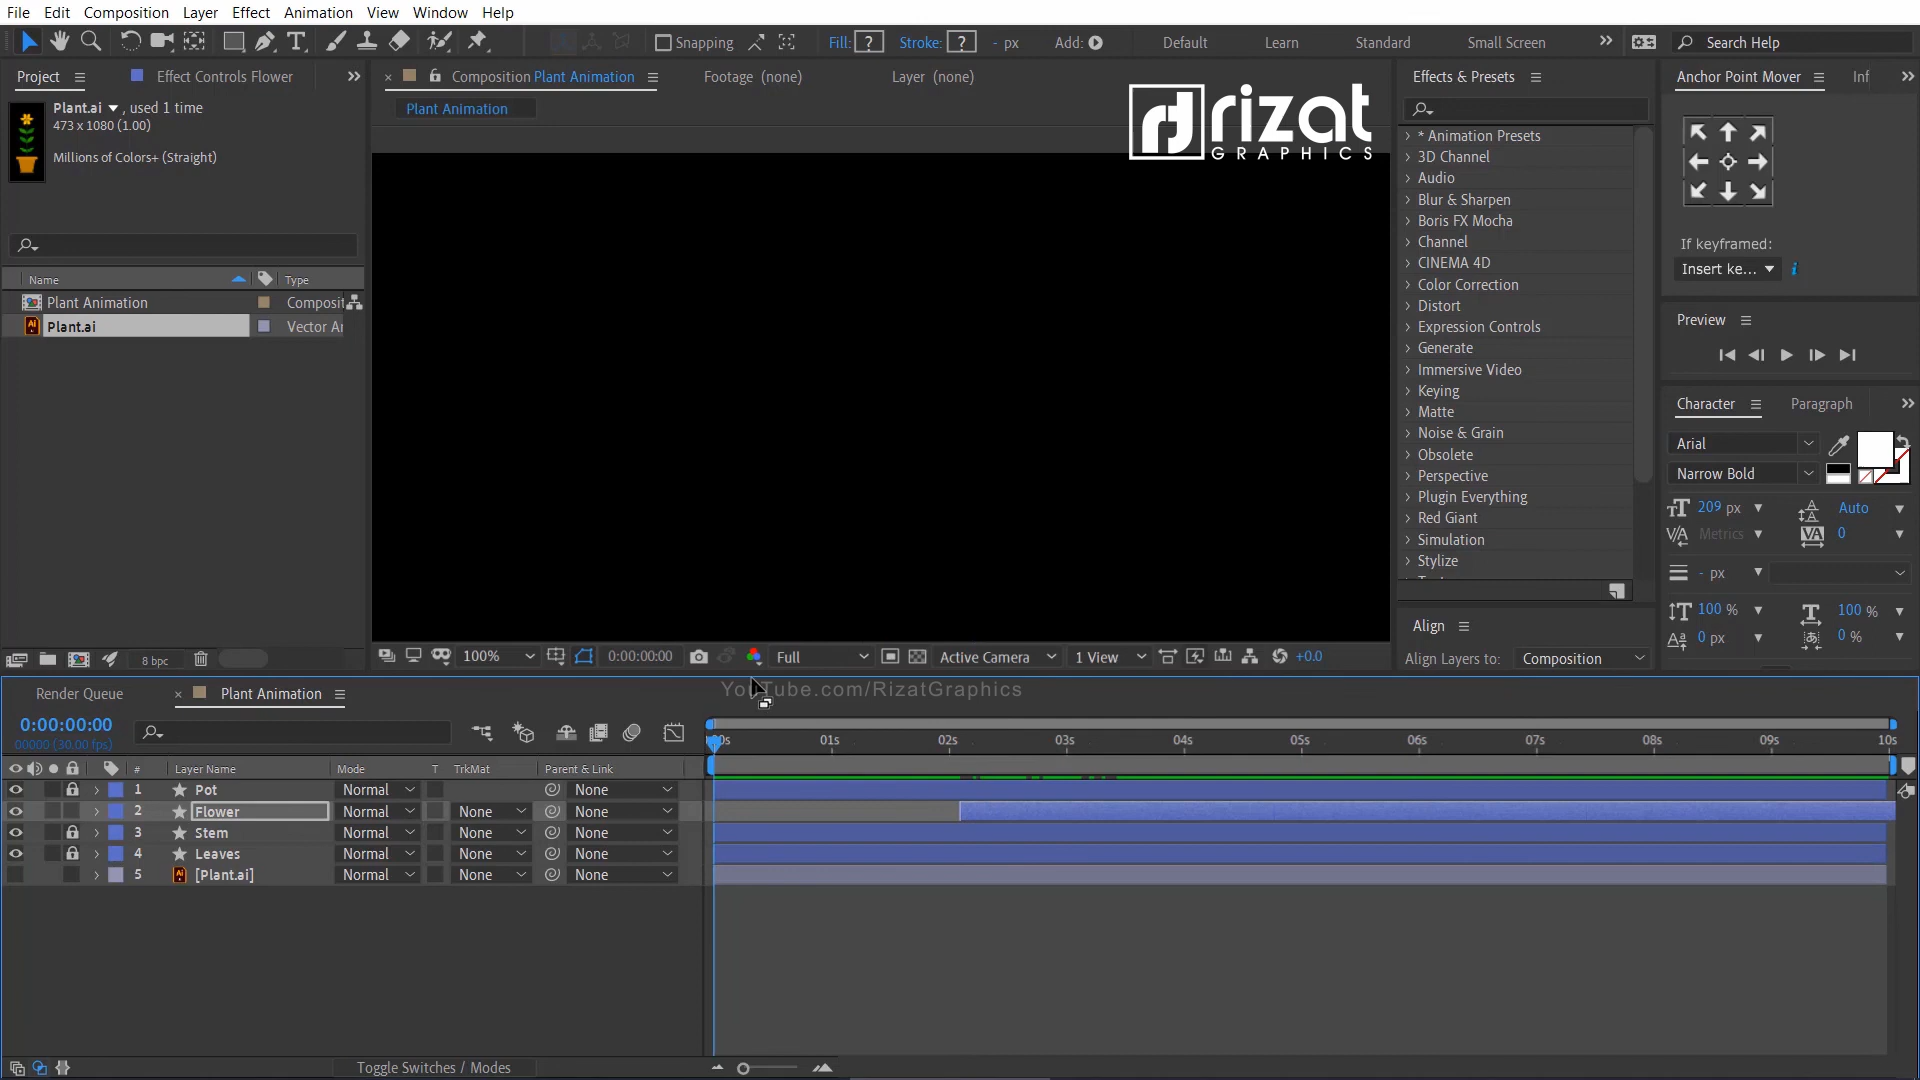 File Edit Composition Layer Effect Animation View Window Help
Snapping Fill: ? Stroke: ? - px Add: Default Learn Standard Small Screen Search Help
Project Effect Controls Flower
Composition Plant Animation Footage (none) Layer (none)
Effects & Presets
Anchor Point Mover Inf
Plant.ai , used 1 time
473 x 1080 (1.00)
Millions of Colors+ (Straight)
Plant Animation
rd rizat
GRAPHICS
* Animation Presets
3D Channel
Audio
Blur & Sharpen
Boris FX Mocha
Channel
CINEMA 4D
Color Correction
Distort
Expression Controls
Generate
Immersive Video
Keying
Matte
Noise & Grain
Obsolete
Perspective
Plugin Everything
Red Giant
Simulation
Stylize
If keyframed:
Insert ke...
Preview
Name Type
Plant Animation Composit
Ai Plant.ai Vector Ar
Character Paragraph
Arial
Narrow Bold
209 px Auto
Metrics 0
- px
100 % 100 %
0 px 0 %
Align
Align Layers to: Composition
8 bpc
100% 0:00:00:00 Full Active Camera 1 View +0.0
YouTube.com/RizatGraphics
Render Queue Plant Animation
0:00:00:00
00000 (30.00 fps)
01s 02s 03s 04s 05s 06s 07s 08s 09s 10s
# Layer Name Mode T TrkMat Parent & Link
1 Pot Normal None
2 Flower Normal None None
3 Stem Normal None None
4 Leaves Normal None None
5 [Plant.ai] Normal None None
Toggle Switches / Modes